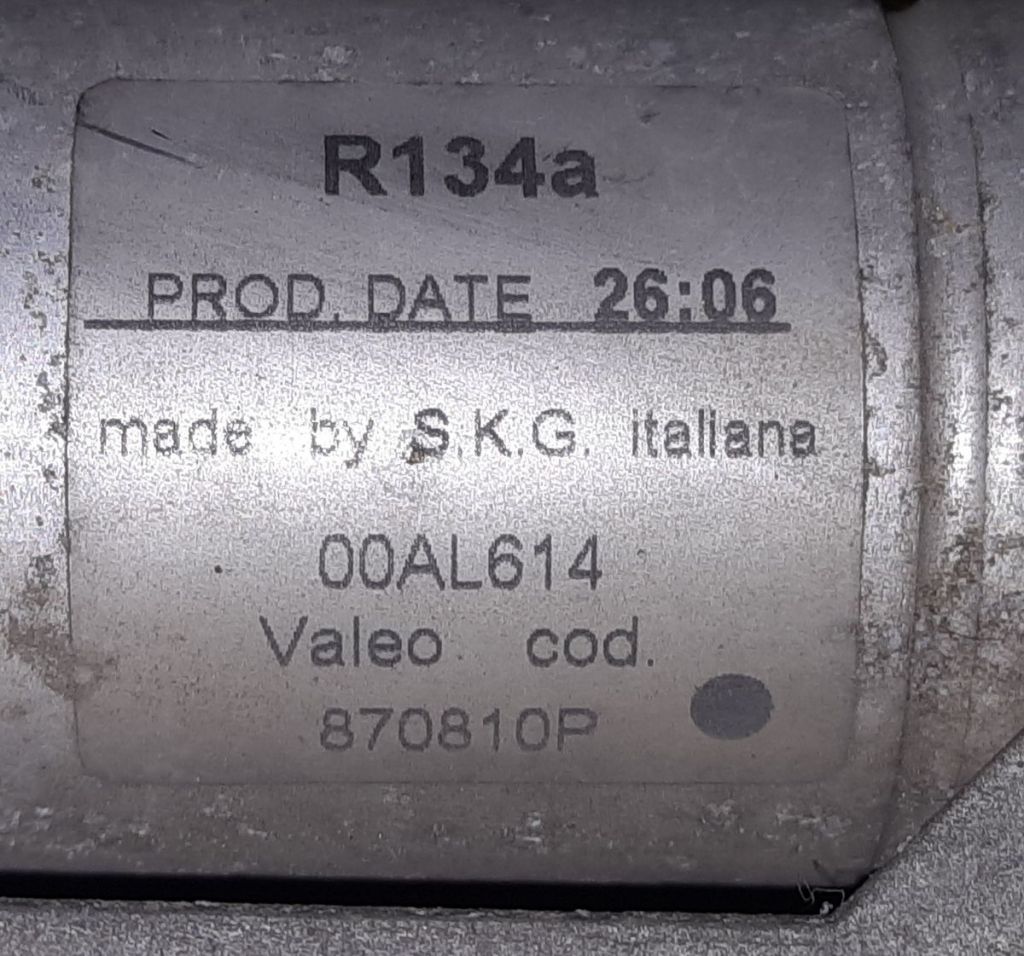 R134a
PROD. DATE 26:06
made by S.K.G. italiana
00AL614
Valeo cod.
870810P